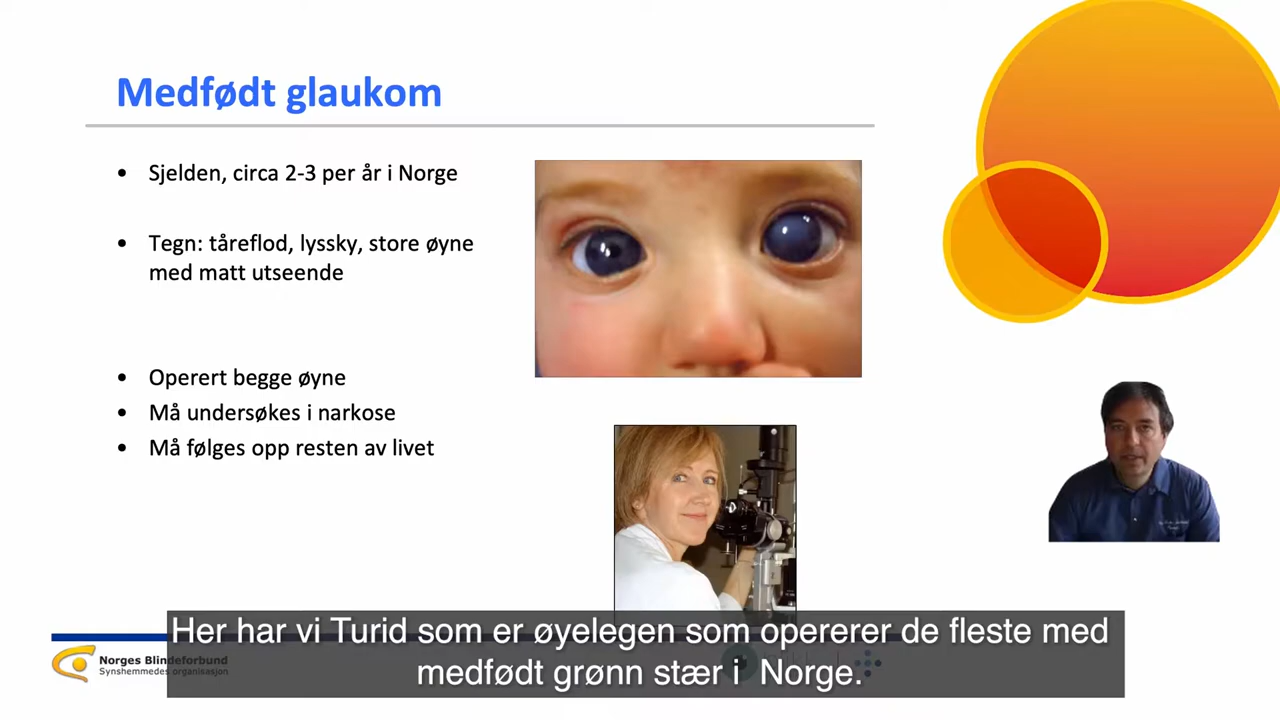 Medfødt glaukom
• Sjelden, circa 2-3 per år i Norge
• Tegn: tåreflod, lyssky, store øyne
med matt utseende
• Operert begge øyne
• Må undersøkes i narkose
• Må følges opp resten av livet
Her har vi Turid som er øyelegen som opererer de fleste med
medfødt grønn stær i Norge.
Norges Blindeforbund
Synshemmedes organisasjon